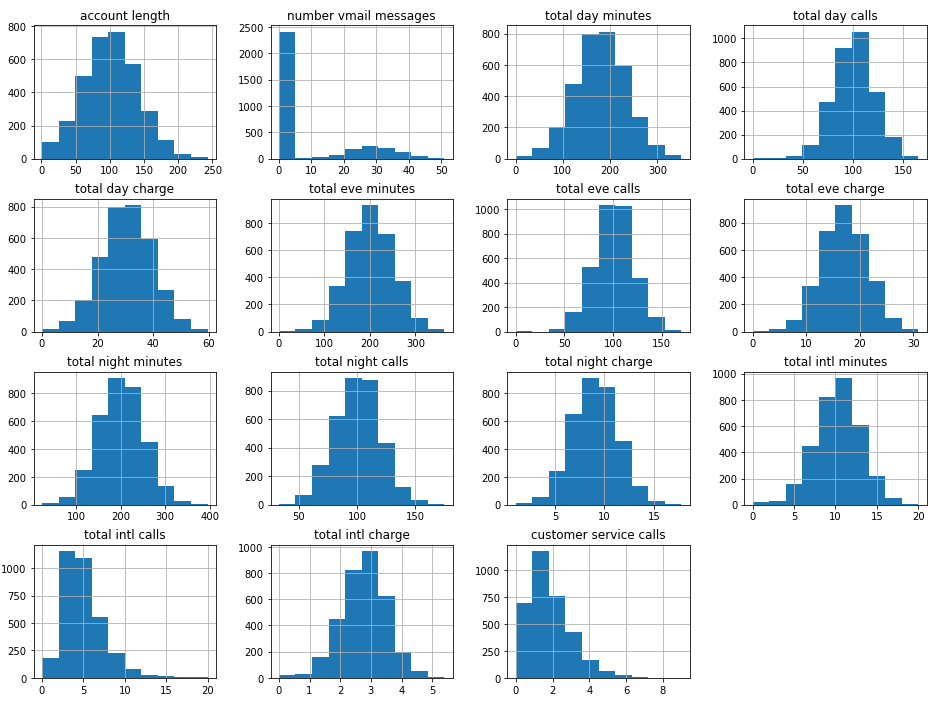 account length
number vmail messages
total day minutes
total day calls
800
600
400
200
0
0 50 100 150 200 250
2500
2000
1500
1000
500
0
0 10 20 30 40 50
800
600
400
200
0
0 100 200 300
1000
800
600
400
200
0
0 50 100 150
total day charge
total eve minutes
total eve calls
total eve charge
800
600
400
200
0
0 20 40 60
800
600
400
200
0
0 100 200 300
1000
800
600
400
200
0
0 50 100 150
800
600
400
200
0
0 10 20 30
total night minutes
total night calls
total night charge
total intl minutes
800
600
400
200
0
100 200 300 400
800
600
400
200
0
50 100 150
800
600
400
200
0
5 10 15
1000
800
600
400
200
0
0 5 10 15 20
total intl calls
total intl charge
customer service calls
1000
750
500
250
0
0 5 10 15 20
1000
800
600
400
200
0
0 1 2 3 4 5
1000
750
500
250
0
0 2 4 6 8